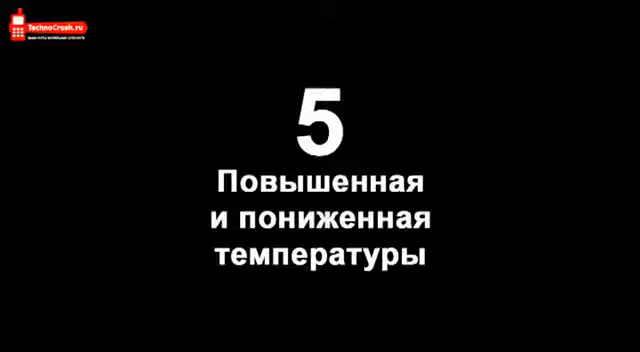 TechnoCrash.ru
5
Повышенная
и пониженная
температуры